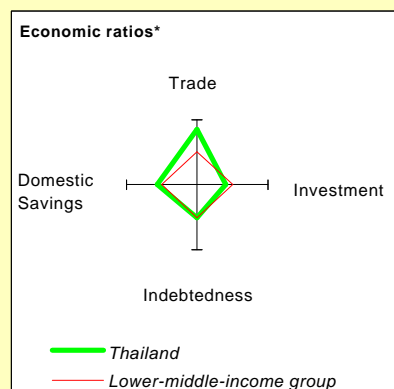 Economic ratios*
Trade
Domestic
Savings
Investment
Indebtedness
Thailand
Lower-middle-income group